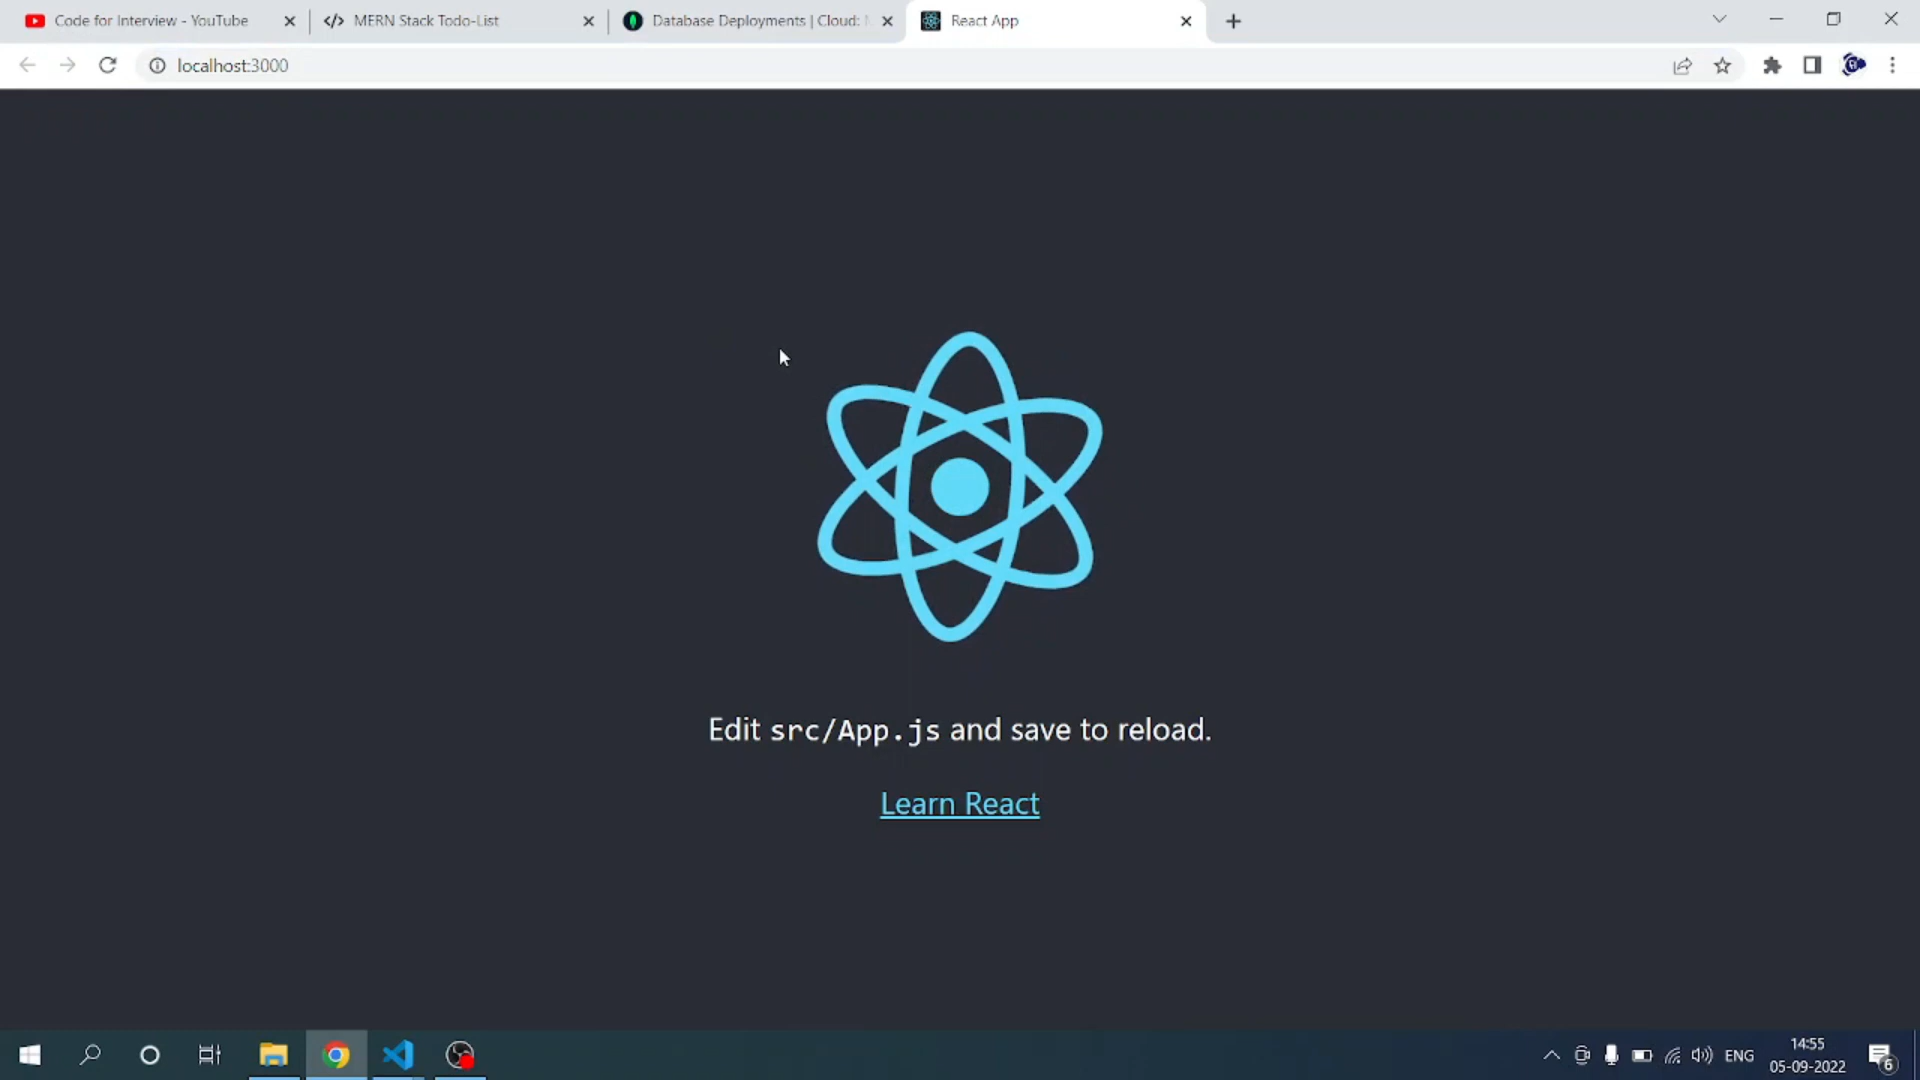 Code for Interview - YouTube
MERN Stack Todo-List
Database Deployments | Cloud:
React App
localhost:3000
Edit src/App.js and save to reload.
Learn React
ENG
14:55
05-09-2022
6